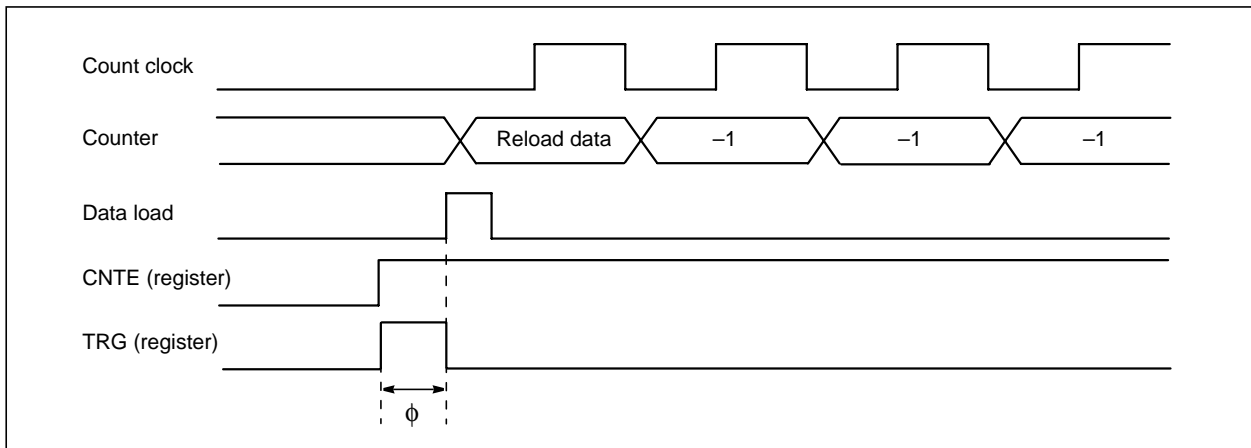 Count clock
Counter
Reload data
–1
–1
–1
Data load
CNTE (register)
TRG (register)
ϕ